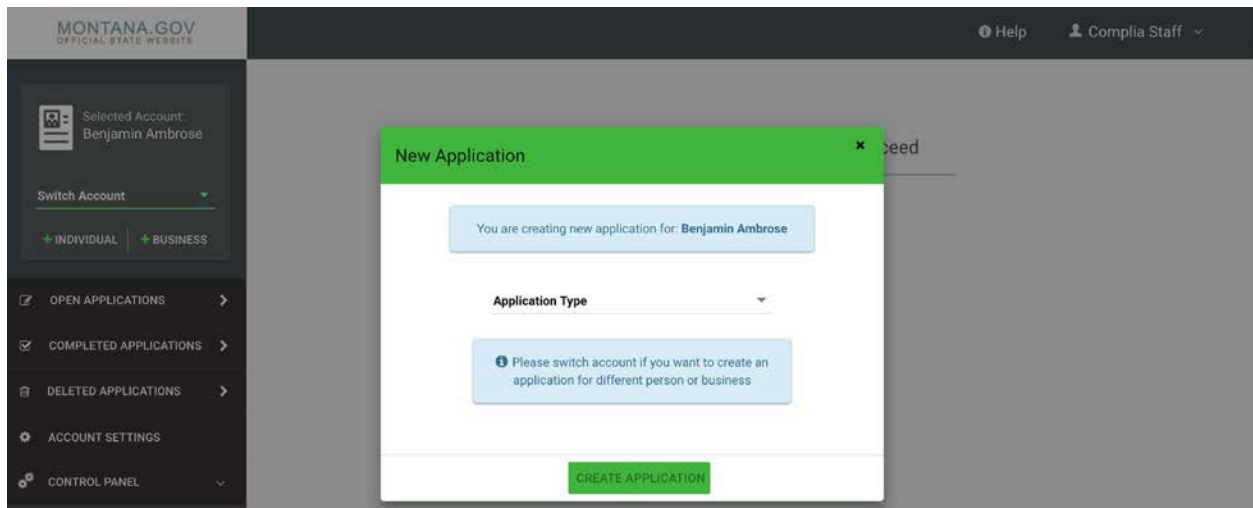 MONTANA.GOV
OFFICIAL STATE WEBSITE
Help
Complia Staff
Selected Account:
Benjamin Ambrose
Switch Account
+ INDIVIDUAL
+ BUSINESS
OPEN APPLICATIONS
COMPLETED APPLICATIONS
DELETED APPLICATIONS
ACCOUNT SETTINGS
CONTROL PANEL
New Application
×
ceed
You are creating new application for: Benjamin Ambrose
Application Type
Please switch account if you want to create an
application for different person or business
CREATE APPLICATION